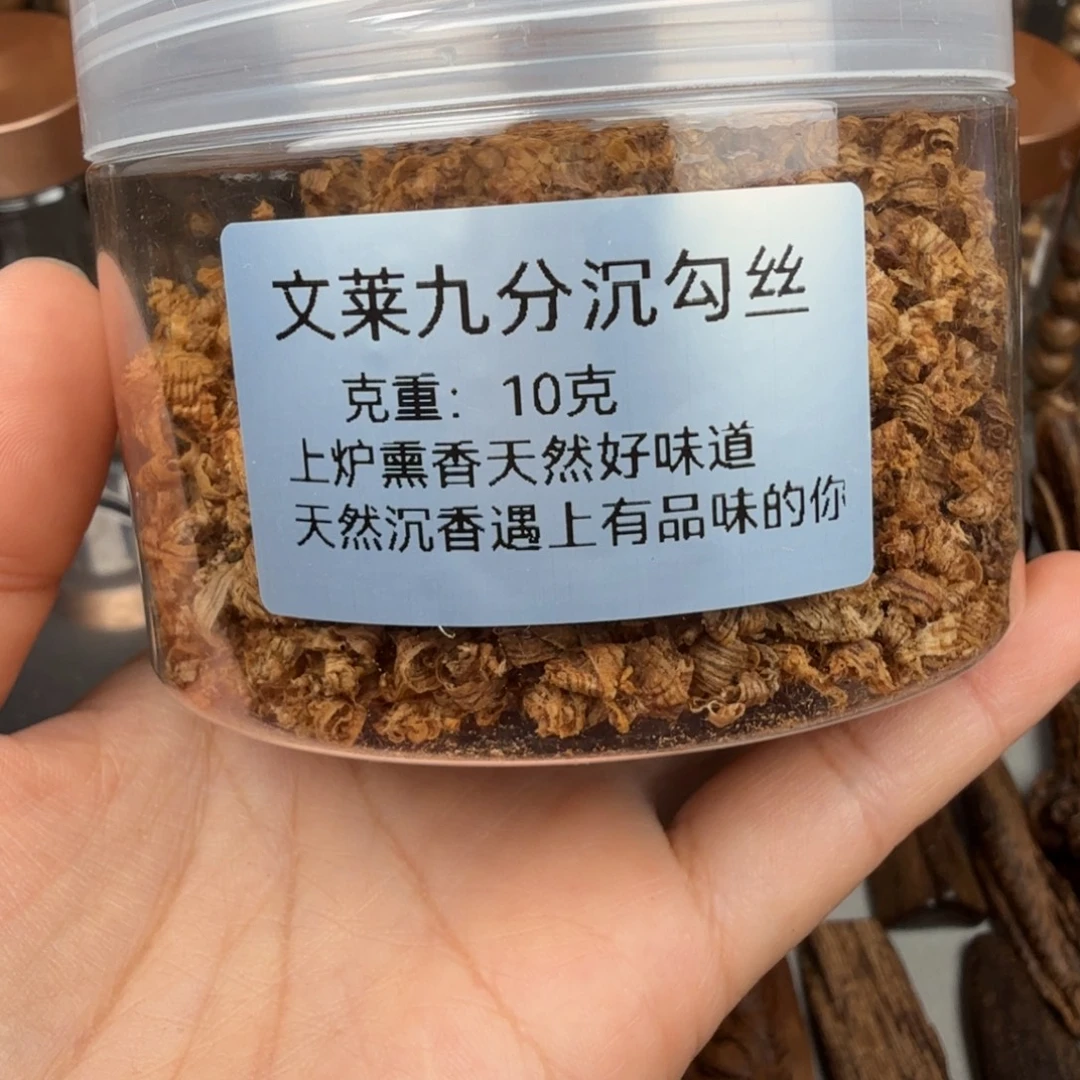 文莱九分沉勾丝
克重：10克
上炉熏香天然好味道
天然沉香遇上有品味的你